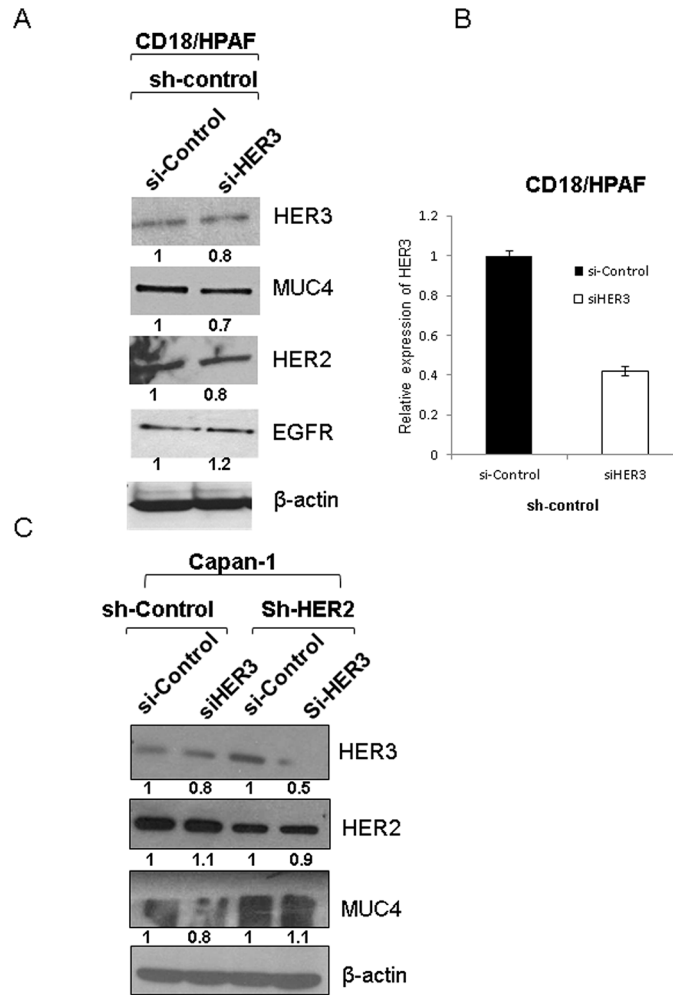 A
CD18/HPAF
sh-control
si-Control si-HER3
HER3
1 0.8
MUC4
1 0.7
HER2
1 0.8
EGFR
1 1.2
β-actin
B
CD18/HPAF
Relative expression of HER3
1.2
1
0.8
0.6
0.4
0.2
0
si-Control
siHER3
si-Control siHER3
sh-control
C
Capan-1
sh-Control Sh-HER2
si-Control siHER3 si-Control Si-HER3
HER3
1 0.8 1 0.5
HER2
1 1.1 1 0.9
MUC4
1 0.8 1 1.1
β-actin